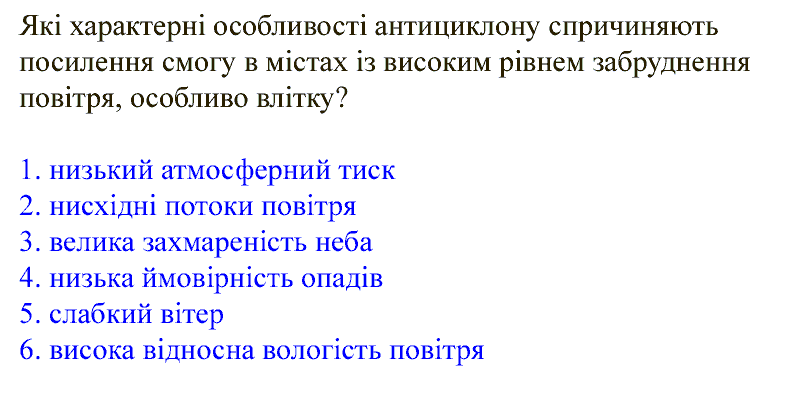 Які характерні особливості антициклону спричиняють
посилення смогу в містах із високим рівнем забруднення
повітря, особливо влітку?
1. низький атмосферний тиск
2. нисхідні потоки повітря
3. велика захмареність неба
4. низька ймовірність опадів
5. слабкий вітер
6. висока відносна вологість повітря